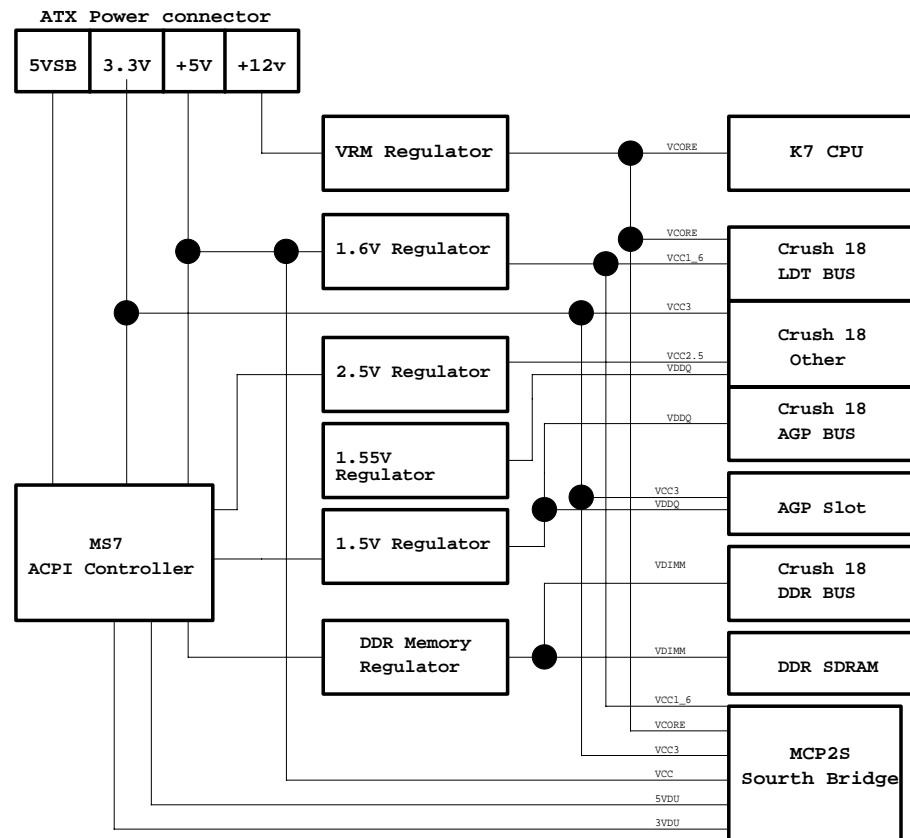 ATX Power connector
5VSB 3.3V +5V +12v
VRM Regulator
VCORE
K7 CPU
1.6V Regulator
VCORE
VCC1_6
Crush 18
LDT BUS
VCC3
Crush 18
Other
2.5V Regulator
VCC2.5
VDDQ
VDDQ
Crush 18
AGP BUS
1.55V
Regulator
VCC3
VDDQ
AGP Slot
MS7
ACPI Controller
1.5V Regulator
VDIMM
Crush 18
DDR BUS
DDR Memory
Regulator
VDIMM
DDR SDRAM
VCC1_6
VCORE
VCC3
VCC
5VDU
3VDU
MCP2S
Sourth Bridge